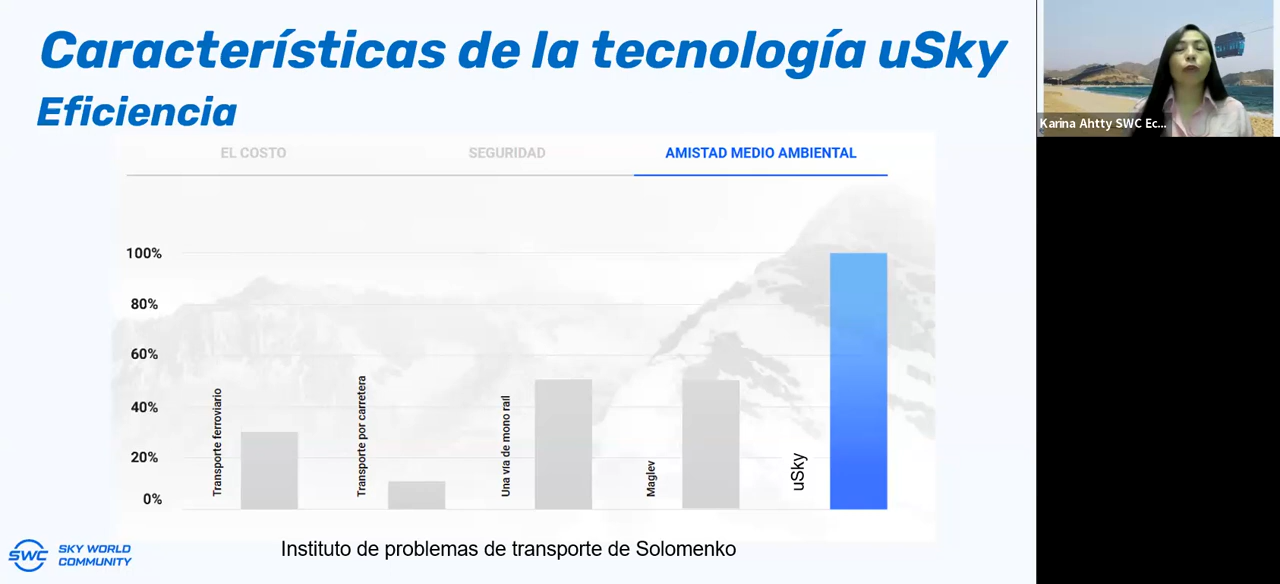 Características de la tecnología uSky
Eficiencia
EL COSTO
SEGURIDAD
AMISTAD MEDIO AMBIENTAL
100%
80%
60%
40%
20%
0%
Transporte ferroviario
Transporte por carretera
Una vía de mono rail
Maglev
uSky
Instituto de problemas de transporte de Solomenko
SWC
SKY WORLD
COMMUNITY
Karina Ahtty SWC Ec...